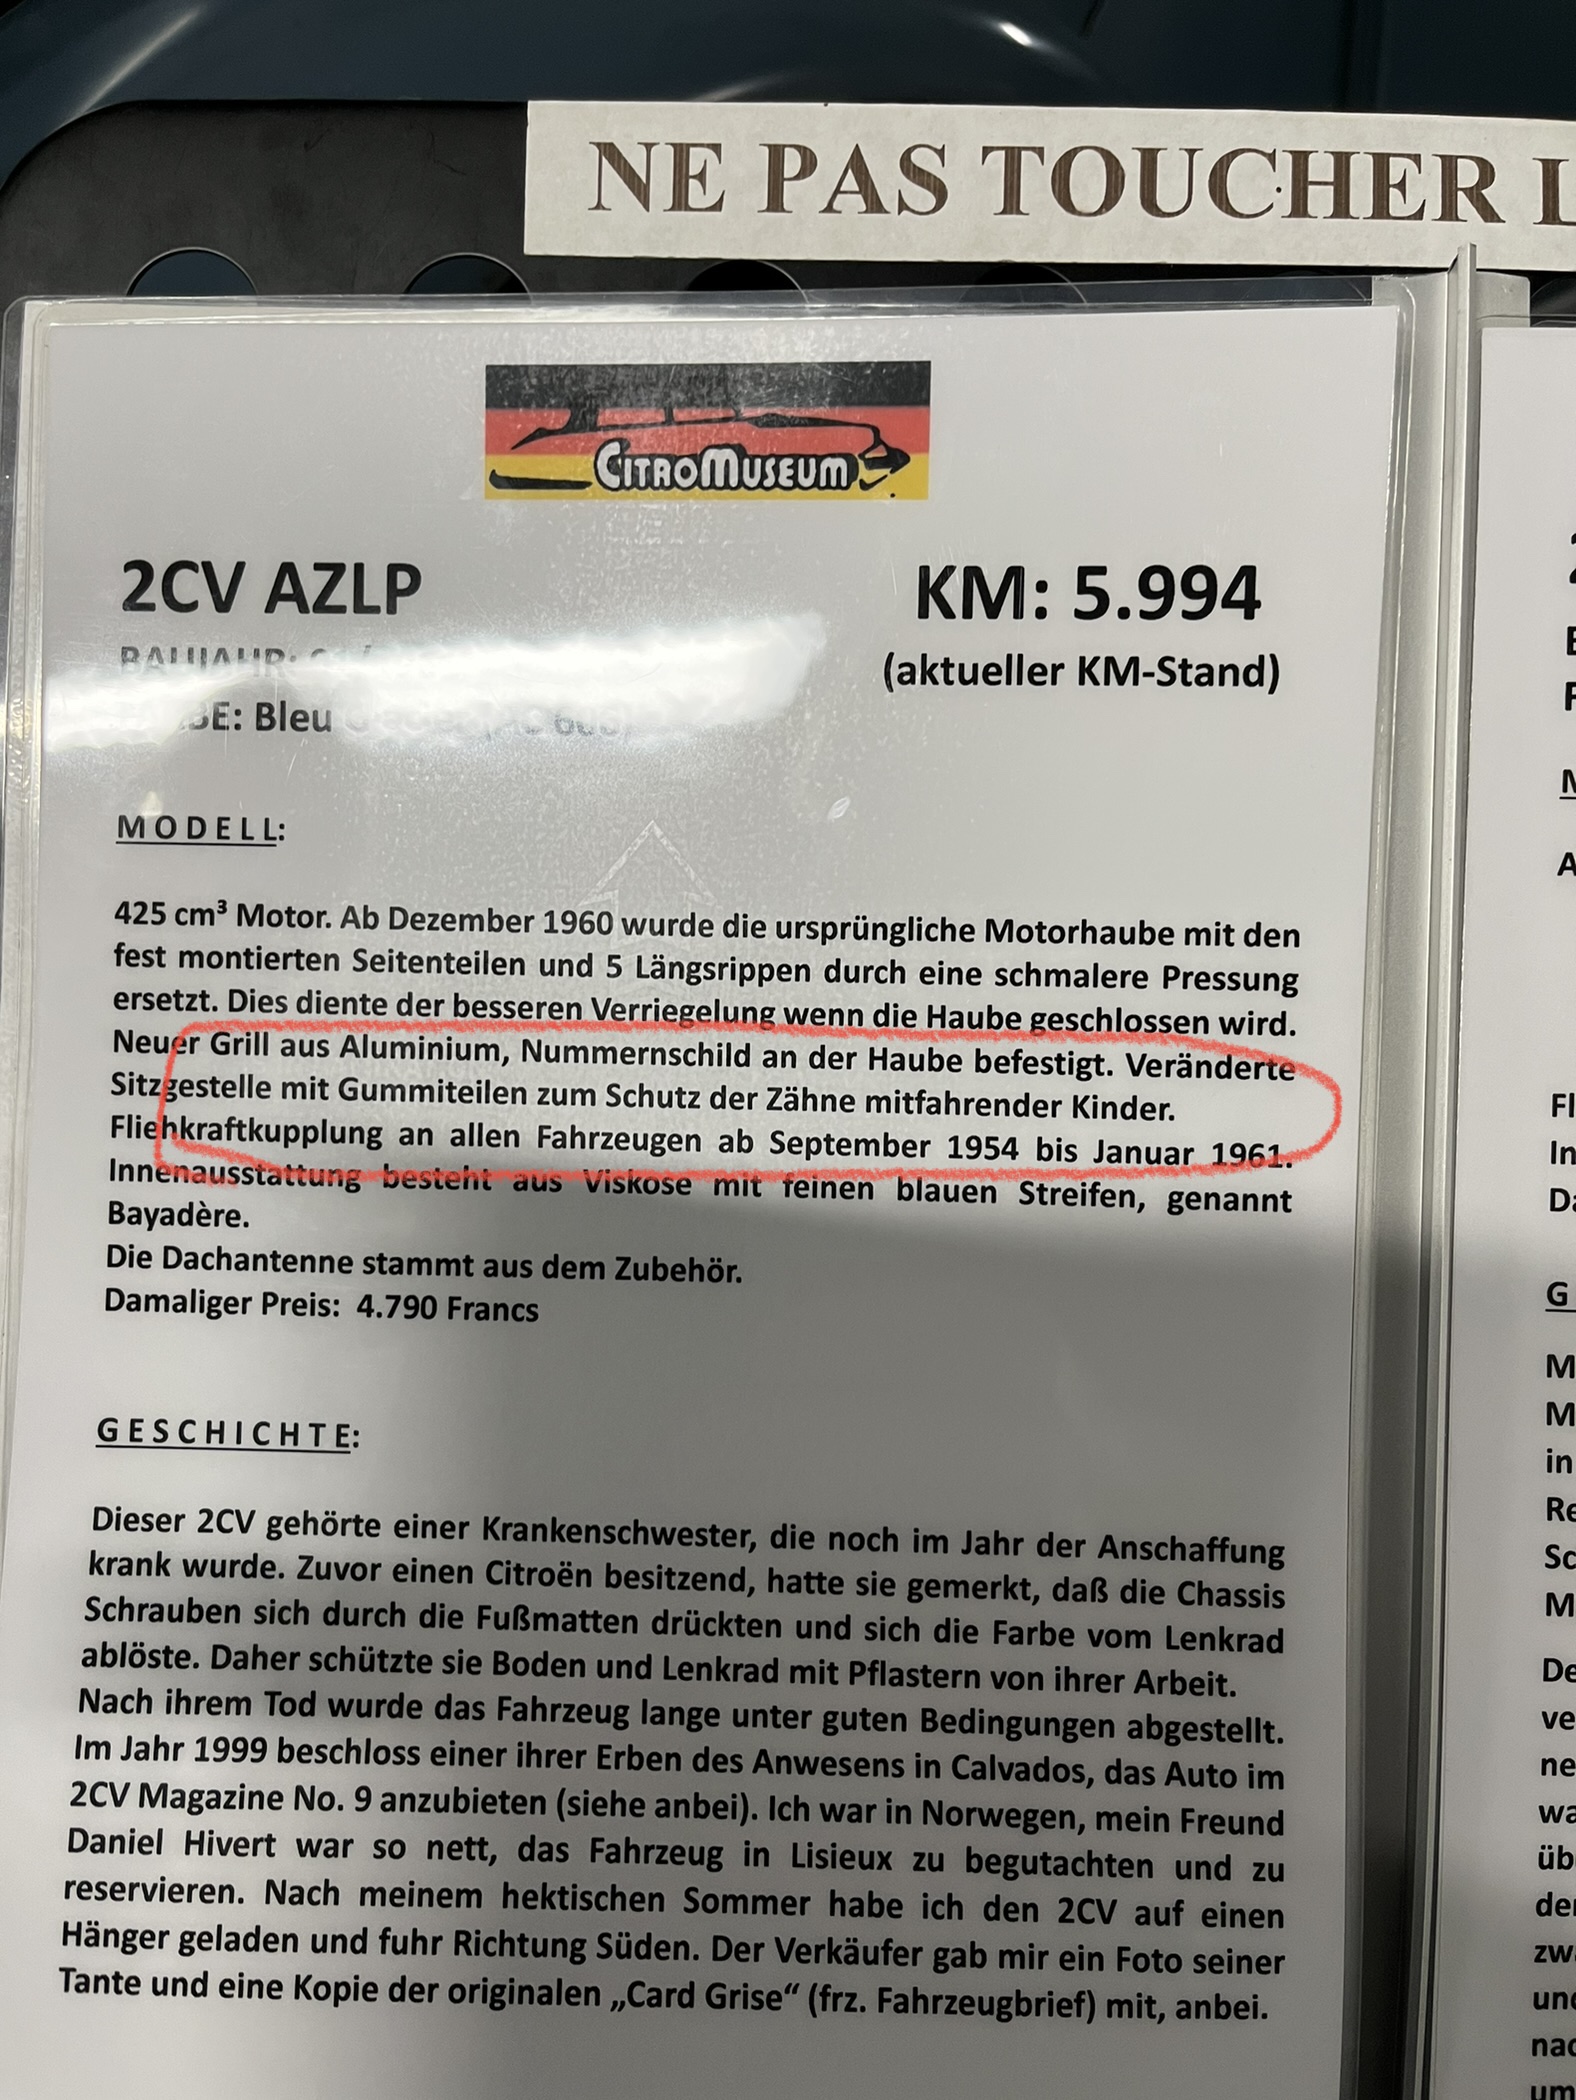 NE PAS TOUCHER L
CITROMUSEUM
2CV AZLP
KM: 5.994
BAUJAHR:
(aktueller KM-Stand)
Bleu
MODELL:
425 cm³ Motor. Ab Dezember 1960 wurde die ursprüngliche Motorhaube mit den
fest montierten Seitenteilen und 5 Längsrippen durch eine schmalere Pressung
ersetzt. Dies diente der besseren Verriegelung wenn die Haube geschlossen wird.
Neuer Grill aus Aluminium, Nummernschild an der Haube befestigt. Veränderte
Sitzgestelle mit Gummiteilen zum Schutz der Zähne mitfahrender Kinder.
Fliehkraftkupplung an allen Fahrzeugen ab September 1954 bis Januar 1961.
Innenausstattung besteht aus Viskose mit feinen blauen Streifen, genannt
Bayadère.
Die Dachantenne stammt aus dem Zubehör.
Damaliger Preis: 4.790 Francs
GESCHICHTE:
Dieser 2CV gehörte einer Krankenschwester, die noch im Jahr der Anschaffung
krank wurde. Zuvor einen Citroën besitzend, hatte sie gemerkt, daß die Chassis
Schrauben sich durch die Fußmatten drückten und sich die Farbe vom Lenkrad
ablöste. Daher schützte sie Boden und Lenkrad mit Pflastern von ihrer Arbeit.
Nach ihrem Tod wurde das Fahrzeug lange unter guten Bedingungen abgestellt.
Im Jahr 1999 beschloss einer ihrer Erben des Anwesens in Calvados, das Auto im
2CV Magazine No. 9 anzubieten (siehe anbei). Ich war in Norwegen, mein Freund
Daniel Hivert war so nett, das Fahrzeug in Lisieux zu begutachten und zu
reservieren. Nach meinem hektischen Sommer habe ich den 2CV auf einen
Hänger geladen und fuhr Richtung Süden. Der Verkäufer gab mir ein Foto seiner
Tante und eine Kopie der originalen „Card Grise“ (frz. Fahrzeugbrief) mit, anbei.